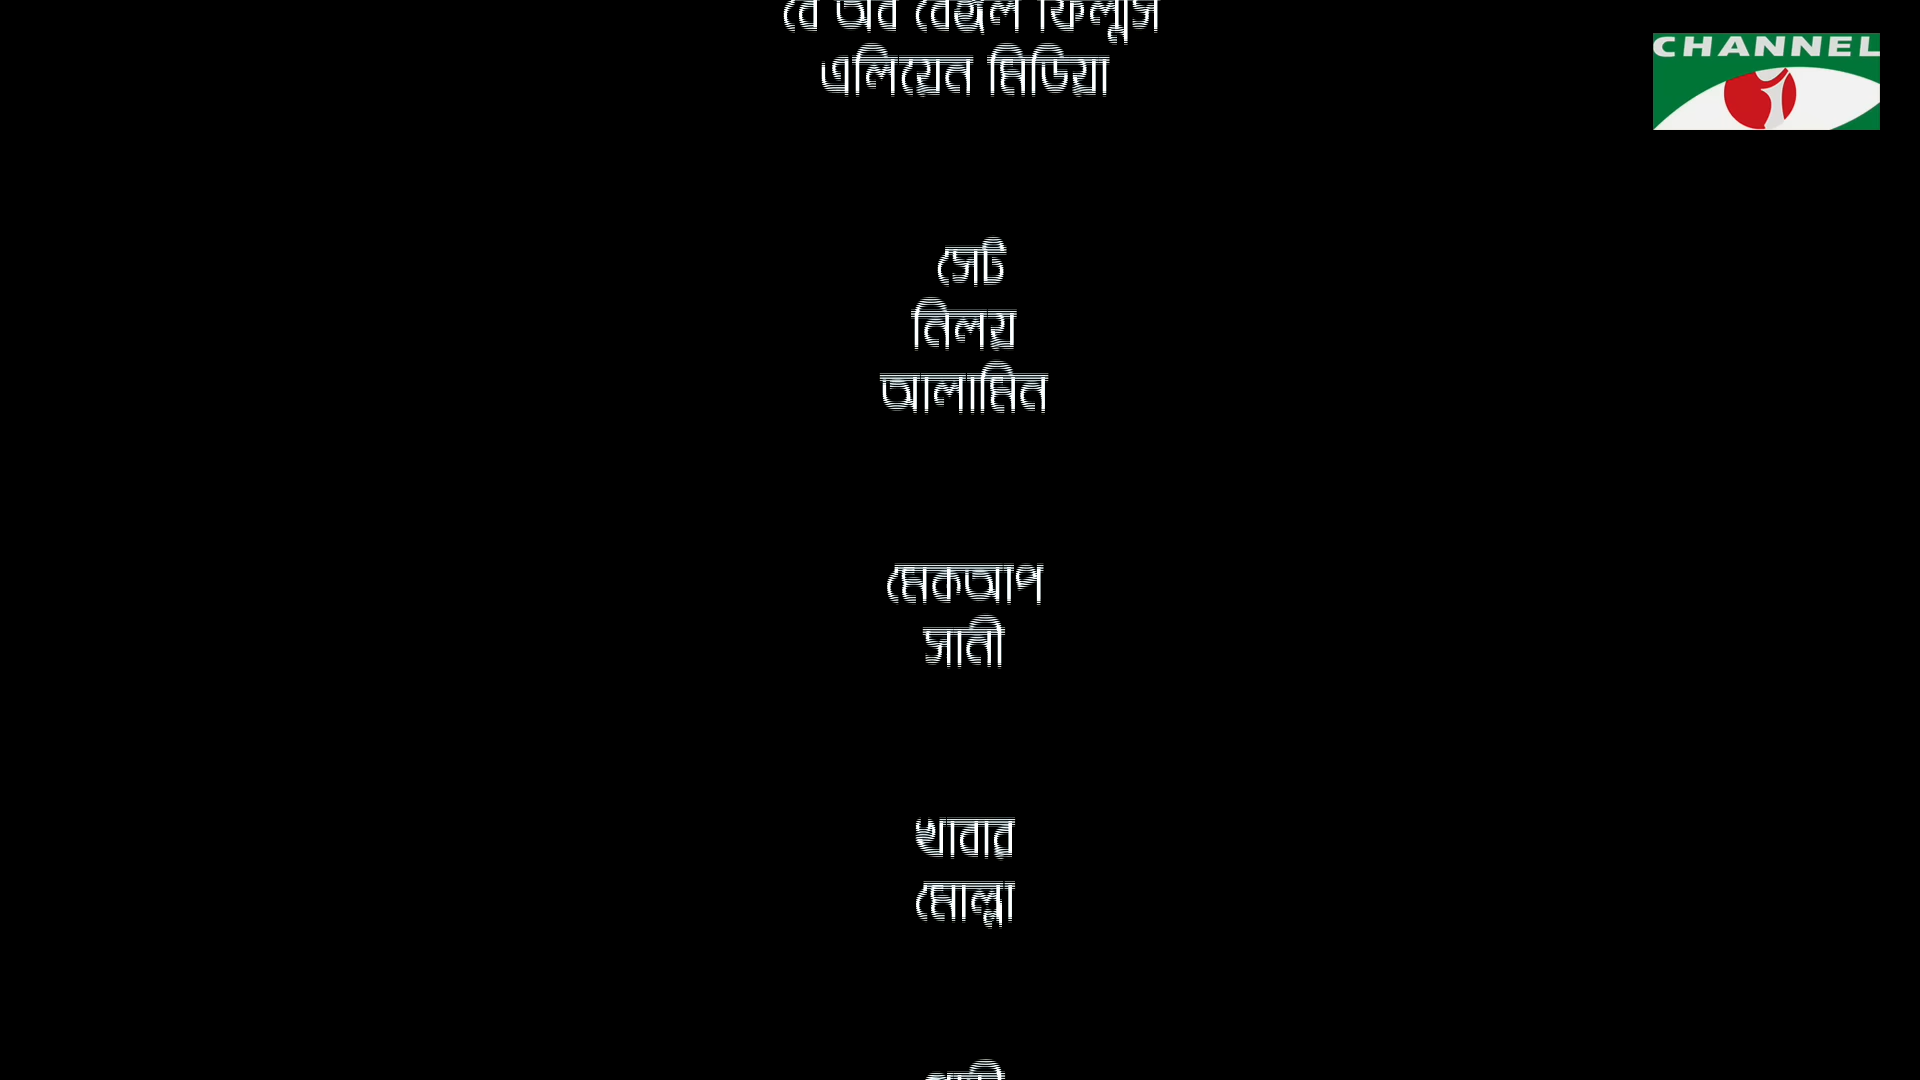 বে অব বেঙ্গল ফিল্মস
এলিয়েন মিডিয়া
CHANNEL i
সেট
নিলয়
আলামিন
মেকআপ
সানী
খাবার
মোল্লা